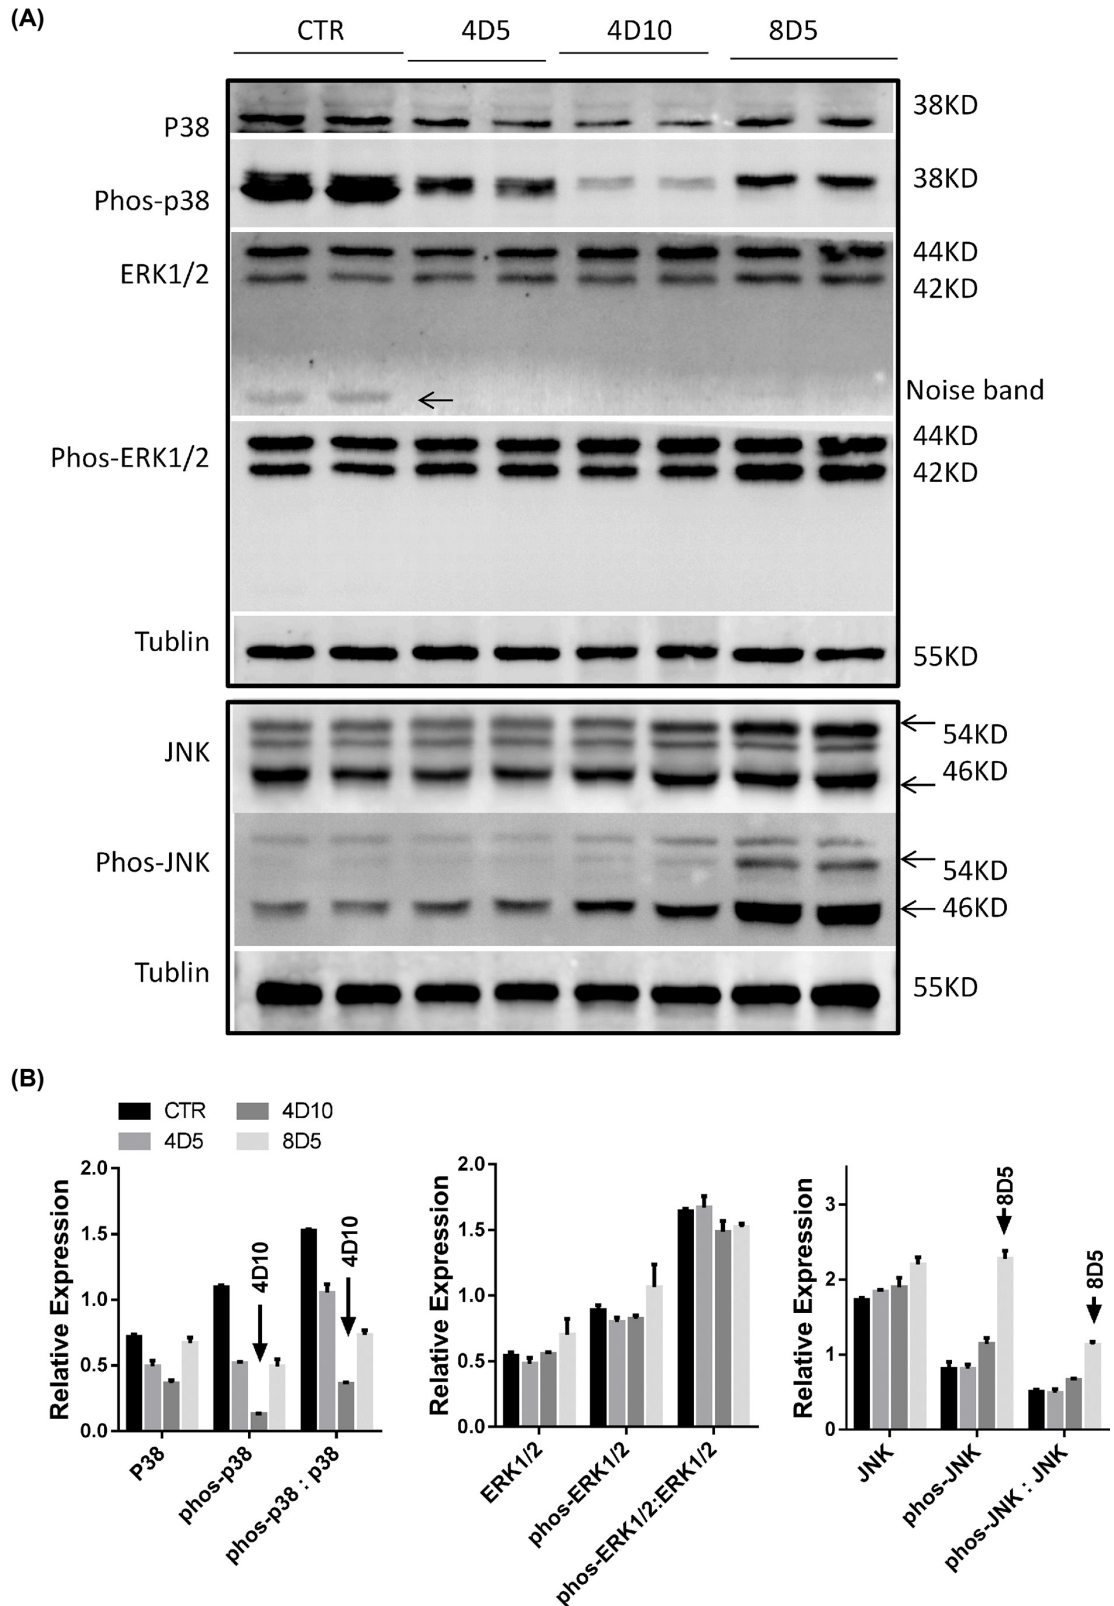 (A)
CTR 4D5 4D10 8D5
P38 38KD
Phos-p38 38KD
ERK1/2 44KD
42KD
Noise band
Phos-ERK1/2 44KD
42KD
Tublin 55KD
JNK 54KD
46KD
Phos-JNK 54KD
46KD
Tublin 55KD
(B)
CTR 4D10
4D5 8D5
Relative Expression
2.0
1.5
1.0
0.5
0.0
4D10
4D10
P38
phos-p38
phos-p38 : p38
Relative Expression
2.0
1.5
1.0
0.5
0.0
ERK1/2
phos-ERK1/2
phos-ERK1/2:ERK1/2
Relative Expression
3
2
1
0
8D5
8D5
JNK
phos-JNK
phos-JNK : JNK